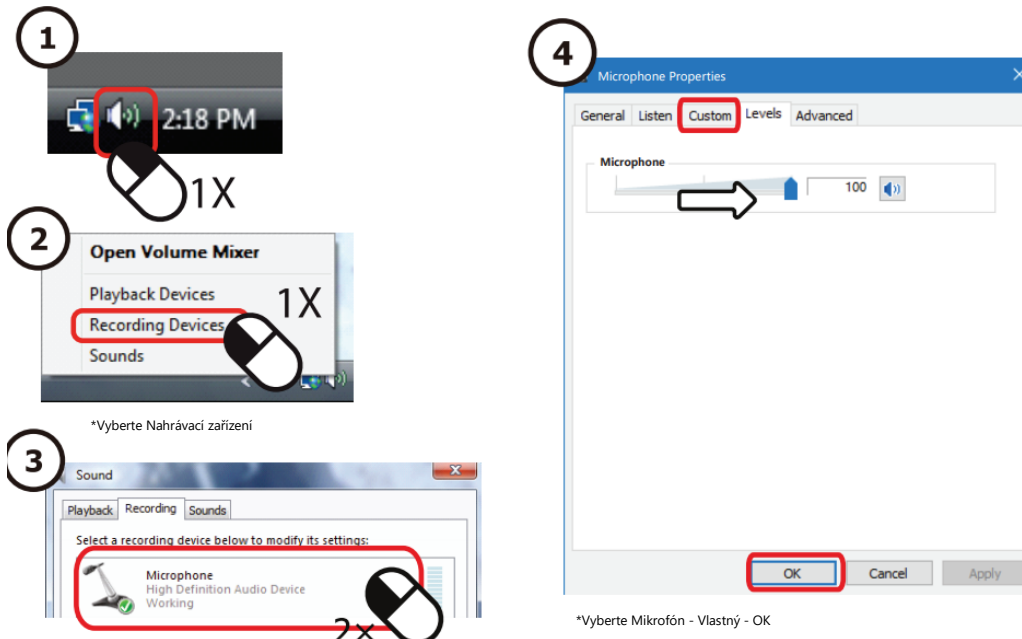 1
2:18 PM
1X
2
Open Volume Mixer
Playback Devices
1X
Recording Devices
Sounds
*Vyberte Nahrávací zařízení
3
Sound
Playback Recording Sounds
Select a recording device below to modify its settings:
Microphone
High Definition Audio Device
Working
2x
4
Microphone Properties
General Listen Custom Levels Advanced
Microphone
100
OK Cancel Apply
*Vyberte Mikrofón - Vlastný - OK